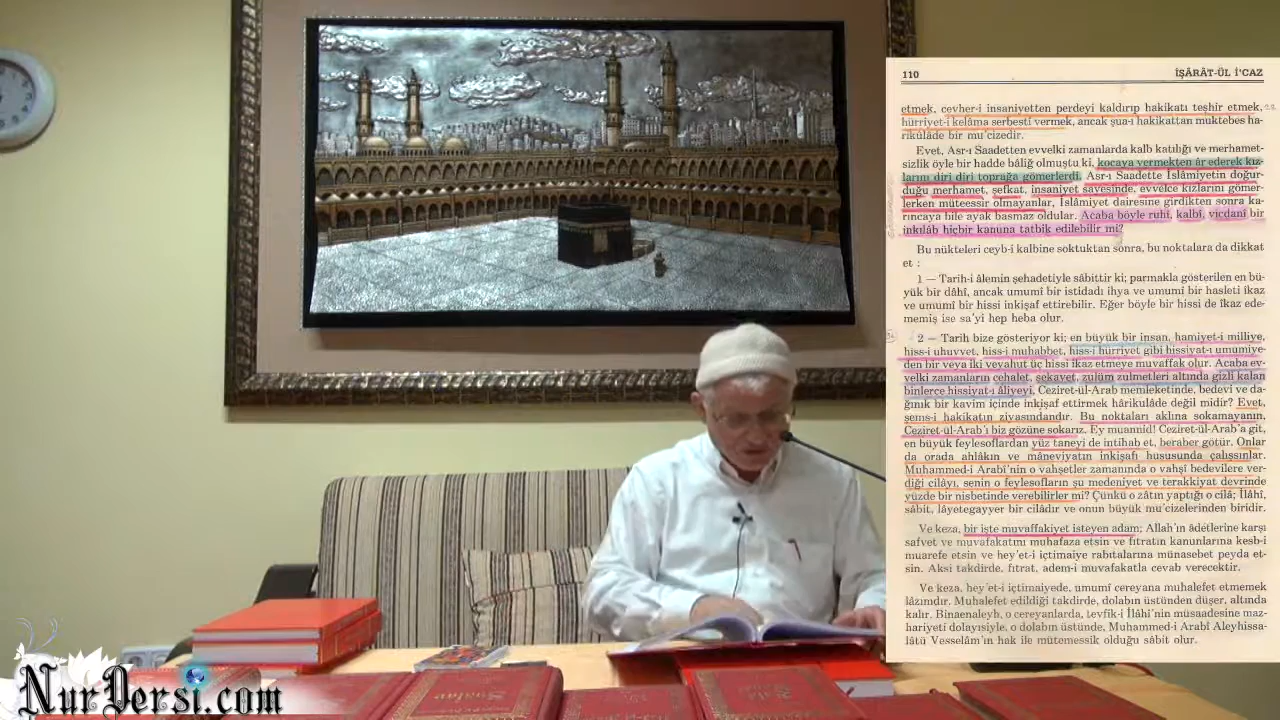 110 İŞÂRÂT-ÜL İ'CAZ
etmek, cevher-i insaniyetten perdeyi kaldırıp hakikatı teşhir etmek,
hürriyet-i kelâma serbestî vermek, ancak şua-i hakikattan muktebes ha-
rikulâde bir mu'cizedir.
Evet, Asr-ı Saadetten evvelki zamanlarda kalb katılığı ve merhamet-
sizlik öyle bir hadde bâliğ olmuştu ki, kocaya vermekten âr ederek kız-
larını diri diri toprağa gömerlerdi. Asr-ı Saadette İslâmiyetin doğur-
duğu merhamet, şefkat, insaniyet sayesinde, evvelce kızlarını gömer-
lerken müteessir olmayanlar, İslâmiyet dairesine girdikten sonra ka-
rıncaya bile ayak basmaz oldular. Acaba böyle ruhî, kalbî, vicdanî bir
inkılâb hiçbir kanuna tatbik edilebilir mi?
Bu nükteleri ceyb-i kalbine soktuktan sonra, bu noktalara da dikkat
et :
1 — Tarih-i âlemin şehadetiyle sâbittir ki; parmakla gösterilen en bü-
yük bir dâhî, ancak umumî bir istidadı ihya ve umumî bir hasleti ikaz
ve umumî bir hissi inkişaf ettirebilir. Eğer böyle bir hissi de îkaz ede-
memiş ise sa'yi hep heba olur.
2 — Tarih bize gösteriyor ki; en büyük bir insan, hamiyet-i milliye,
hiss-i uhuvvet, hiss-i muhabbet, hiss-i hürriyet gibi hissiyat-ı umumiye-
den bir veya iki veyahut üç hissi îkaz etmeye muvaffak olur. Acaba ev-
velki zamanların cehalet, şekavet, zulüm zulmetleri altında gizli kalan
binlerce hissiyat-ı âliyeyi, Ceziret-ül-Arab memleketinde, bedevi ve da-
ğınık bir kavim içinde inkişaf ettirmek hârikulâde değil midir? Evet,
şems-i hakikatın ziyasındandır. Bu noktaları aklına sokamayanın,
Ceziret-ül-Arab'ı biz gözüne sokarız. Ey muannid! Ceziret-ül-Arab'a git,
en büyük feylesoflardan yüz taneyi de intihab et, beraber götür. Onlar
da orada ahlâkın ve mâneviyatın inkişafı hususunda çalışsınlar.
Muhammed-i Arabî'nin o vahşetler zamanında o vahşî bedevilere ver-
diği cilâyı, senin o feylesofların şu medeniyet ve terakkiyat devrinde
yüzde bir nisbetinde verebilirler mi? Çünkü o zâtın yaptığı o cilâ; İlâhî,
sâbit, lâyetegayyer bir cilâdır ve onun büyük mu'cizelerinden biridir.
Ve keza, bir işte muvaffakiyet isteyen adam; Allah'ın âdetlerine karşı
safvet ve muvafakatını muhafaza etsin ve fıtratın kanunlarına kesb-i
muarefe etsin ve hey'et-i içtimaiye rabıtalarına münasebet peyda et-
sin. Aksi takdirde, fıtrat, adem-i muvafakatla cevab verecektir.
Ve keza, hey'et-i içtimaiyede, umumî cereyana muhalefet etmemek
lâzımdır. Muhalefet edildiği takdirde, dolabın üstünden düşer, altında
kalır. Binaenaleyh, o cereyanlarda, tevfik-i İlâhî'nin müsaadesine maz-
hariyeti dolayısiyle, o dolabın üstünde, Muhammed-i Arabî Aleyhissa-
lâtü Vesselâm'ın hak ile mütemessik olduğu sâbit olur.
NurDersi.com